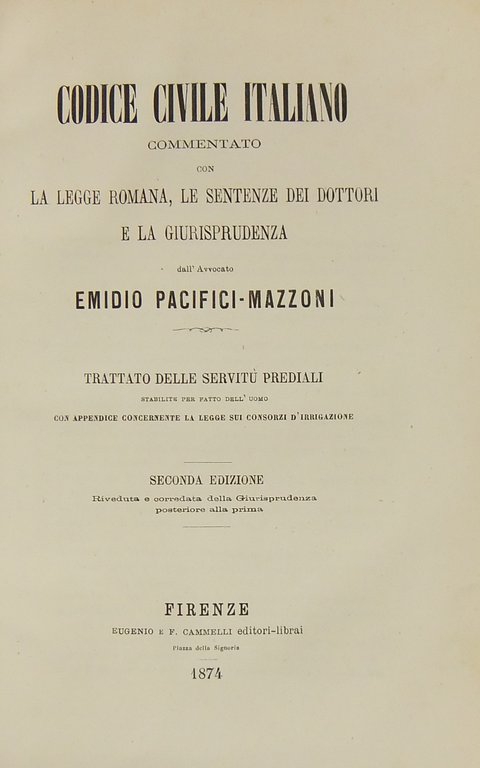 CODICE CIVILE ITALIANO
COMMENTATO
CON
LA LEGGE ROMANA, LE SENTENZE DEI DOTTORI
E LA GIURISPRUDENZA
dall' Avvocato
EMIDIO PACIFICI-MAZZONI
TRATTATO DELLE SERVITÙ PREDIALI
STABILITE PER FATTO DELL' UOMO
CON APPENDICE CONCERNENTE LA LEGGE SUI CONSORZI D'IRRIGAZIONE
SECONDA EDIZIONE
Riveduta e corredata della Giurisprudenza
posteriore alla prima
FIRENZE
EUGENIO E F. CAMMELLI editori-librai
Piazza della Signoria
1874